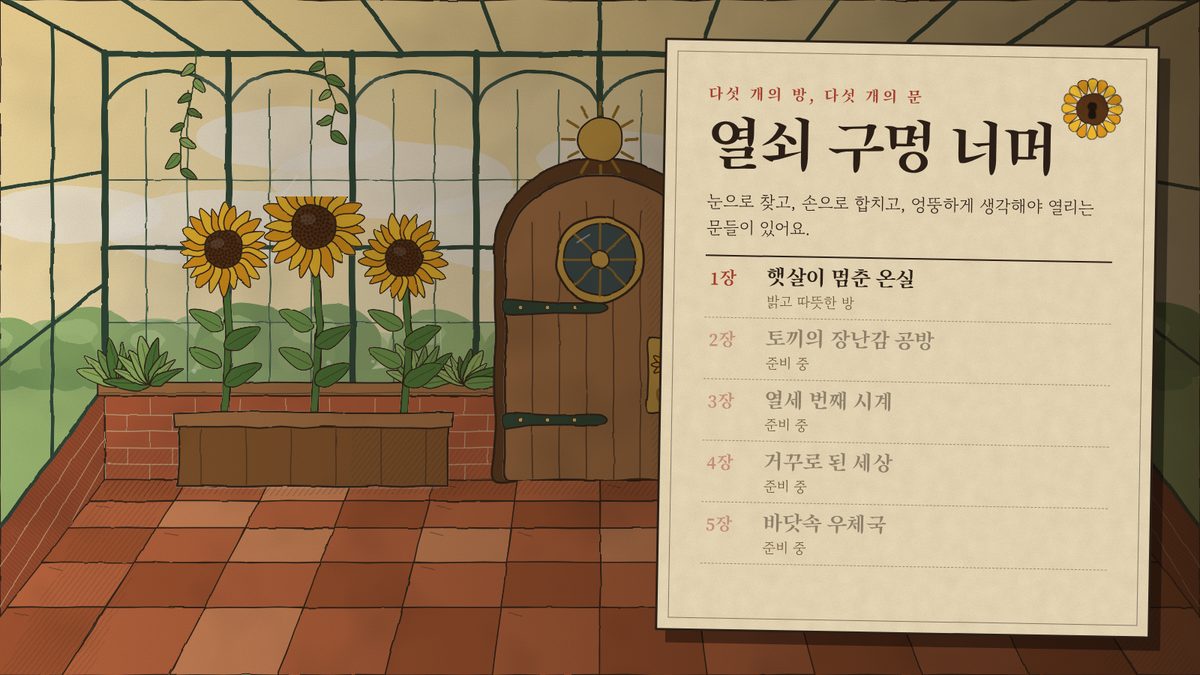 다섯 개의 방, 다섯 개의 문
열쇠 구멍 너머
눈으로 찾고, 손으로 합치고, 엉뚱하게 생각해야 열리는
문들이 있어요.
1장 햇살이 멈춘 온실
밝고 따뜻한 방
2장 토끼의 장난감 공방
준비 중
3장 열세 번째 시계
준비 중
4장 거꾸로 된 세상
준비 중
5장 바닷속 우체국
준비 중